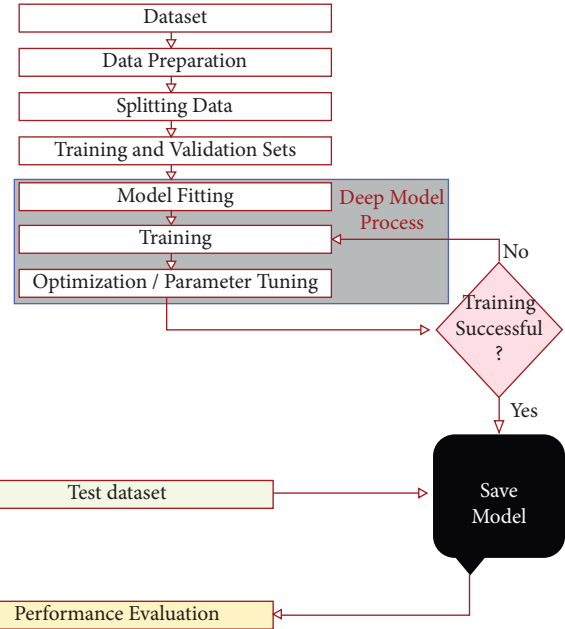 Dataset
Data Preparation
Splitting Data
Training and Validation Sets
Model Fitting
Deep Model
Process
Training
Optimization / Parameter Tuning
No
Training
Successful
?
Yes
Test dataset
Save
Model
Performance Evaluation